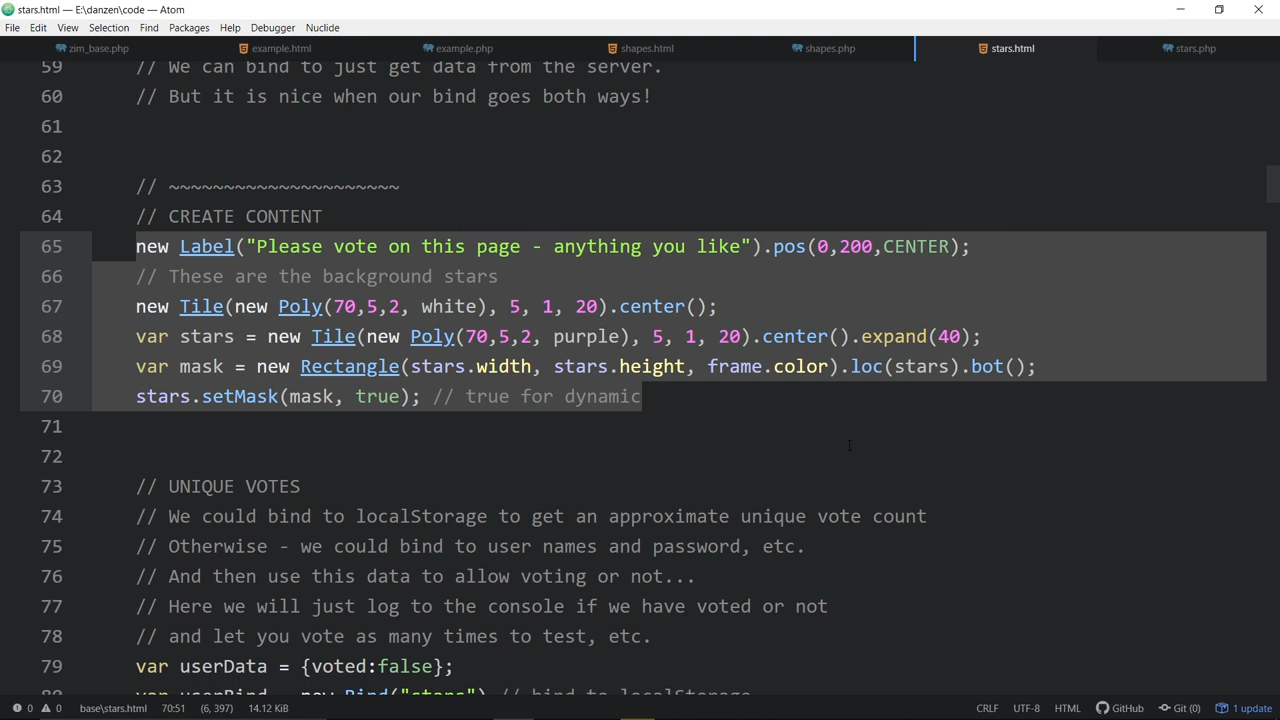 stars.html — E:\danzen\code — Atom
File Edit View Selection Find Packages Help Debugger Nuclide
zim_base.php example.html example.php shapes.html shapes.php stars.html stars.php
59 // We can bind to just get data from the server.
60 // But it is nice when our bind goes both ways!
61
62
63 // ~~~~~~~~~~~~~~~~~~~~~
64 // CREATE CONTENT
65 new Label("Please vote on this page - anything you like").pos(0,200,CENTER);
66 // These are the background stars
67 new Tile(new Poly(70,5,2, white), 5, 1, 20).center();
68 var stars = new Tile(new Poly(70,5,2, purple), 5, 1, 20).center().expand(40);
69 var mask = new Rectangle(stars.width, stars.height, frame.color).loc(stars).bot();
70 stars.setMask(mask, true); // true for dynamic
71
72
73 // UNIQUE VOTES
74 // We could bind to localStorage to get an approximate unique vote count
75 // Otherwise - we could bind to user names and password, etc.
76 // And then use this data to allow voting or not...
77 // Here we will just log to the console if we have voted or not
78 // and let you vote as many times to test, etc.
79 var userData = {voted:false};
80 var userBind = new Bind("stars") // bind to localStorage
0 0 base\stars.html 70:51 (6, 397) 14.12 KiB CRLF UTF-8 HTML GitHub Git (0) 1 update